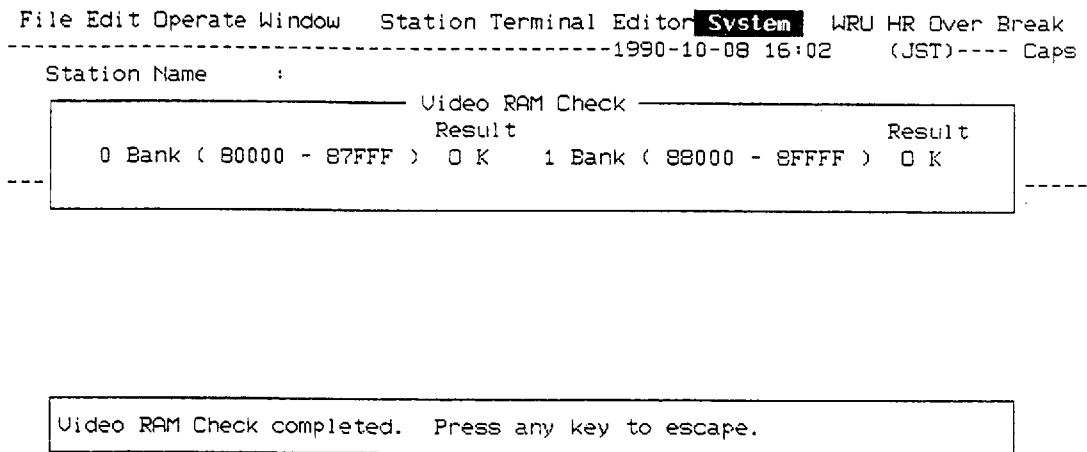 File Edit Operate Window Station Terminal Editor System WRU HR Over Break
1990-10-08 16:02 (JST)---- Caps
Station Name :
Video RAM Check
Result Result
0 Bank ( 80000 - 87FFF ) O K 1 Bank ( 88000 - 8FFFF ) O K
Video RAM Check completed. Press any key to escape.